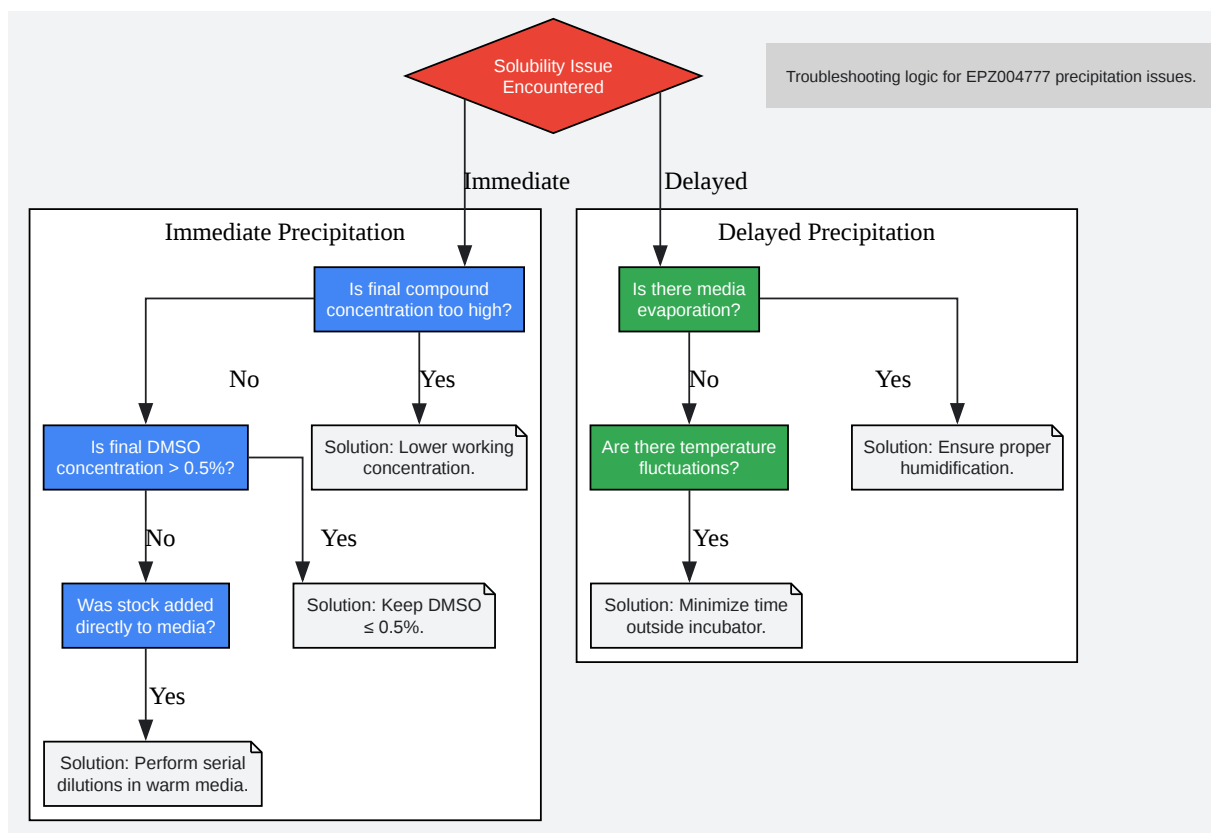 Solubility Issue
Encountered
Troubleshooting logic for EPZ004777 precipitation issues.
Immediate
Delayed
Immediate Precipitation
Is final compound
concentration too high?
No
Yes
Is final DMSO
concentration > 0.5%?
Solution: Lower working
concentration.
No
Yes
Was stock added
directly to media?
Solution: Keep DMSO
≤ 0.5%.
Yes
Solution: Perform serial
dilutions in warm media.
Delayed Precipitation
Is there media
evaporation?
No
Yes
Are there temperature
fluctuations?
Solution: Ensure proper
humidification.
Yes
Solution: Minimize time
outside incubator.